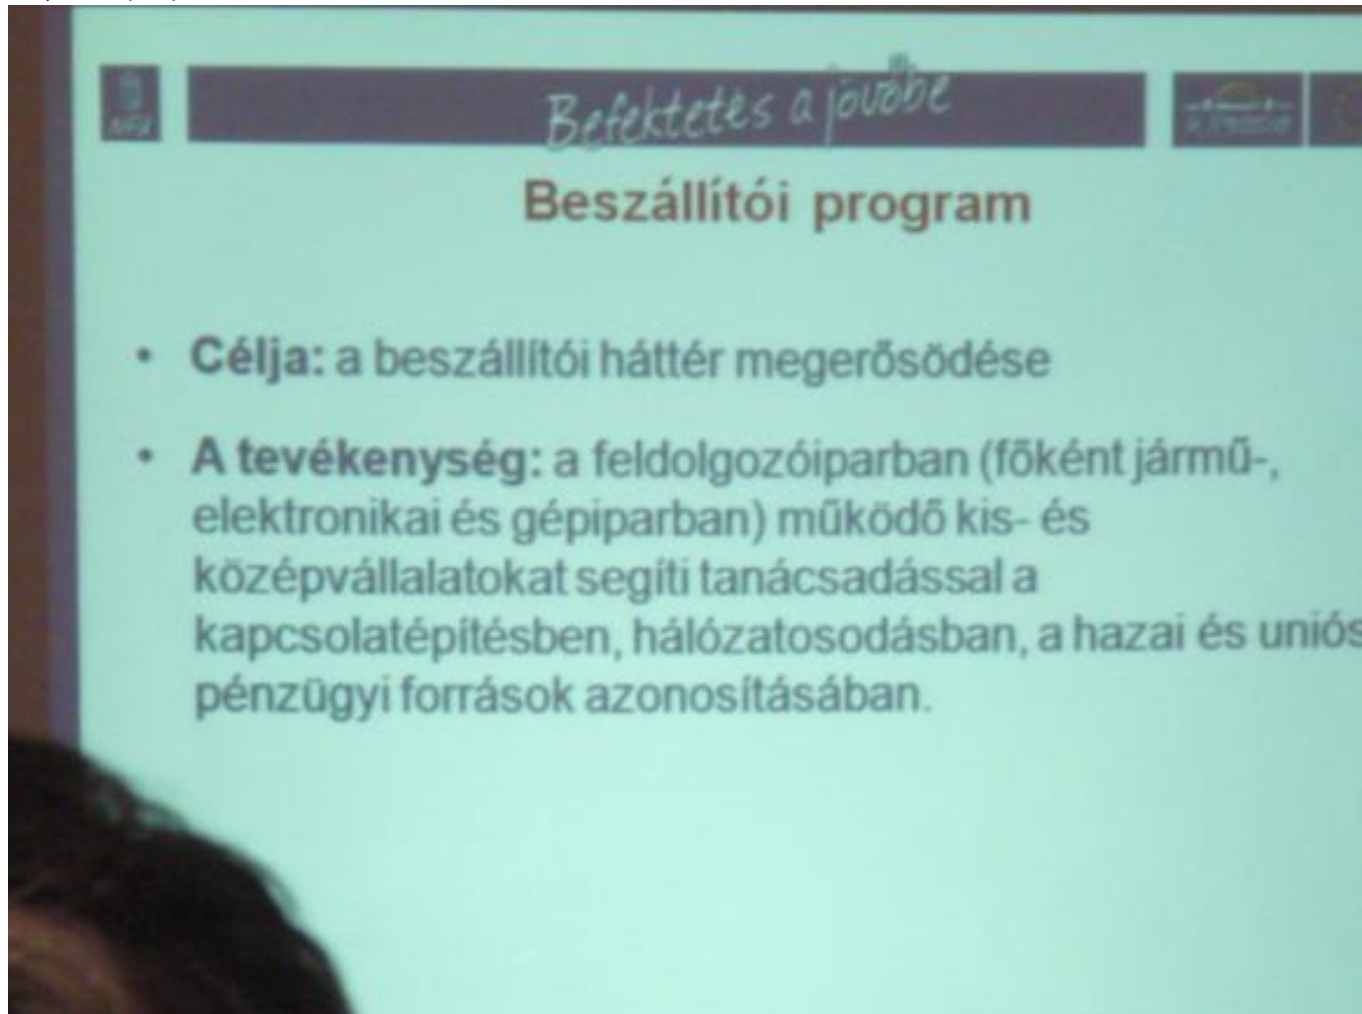 NFÜ
Befektetés a jövőbe
Beszállítói program
• Célja: a beszállítói háttér megerősödése
• A tevékenység: a feldolgozóiparban (főként jármű-,
elektronikai és gépiparban) működő kis- és
középvállalatokat segíti tanácsadással a
kapcsolatépítésben, hálózatosodásban, a hazai és uniós
pénzügyi források azonosításában.